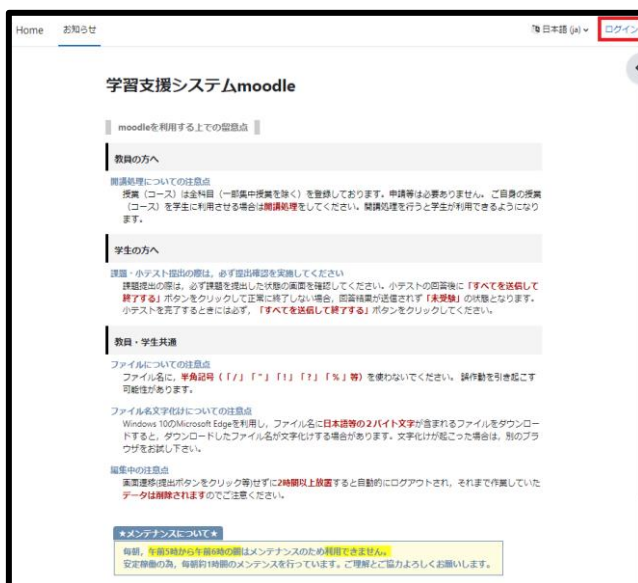 Home お知らせ 日本語 (ja) ログイン
学習支援システムmoodle
moodleを利用する上での留意点
教員の方へ
開講処理についての注意点
授業（コース）は全科目（一部集中授業を除く）を登録しております。申請等は必要ありません。ご自身の授業
（コース）を学生に利用させる場合は開講処理をしてください。開講処理を行うと学生が利用できるようになり
ます。
学生の方へ
課題・小テスト提出の際は，必ず提出確認を実施してください
課題提出の際は，必ず課題を提出した状態の画面を確認してください。小テストの回答後に「すべてを送信して
終了する」ボタンをクリックして正常に終了しない場合，回答結果が送信されず「未受験」の状態となります。
小テストを完了するときには必ず，「すべてを送信して終了する」ボタンをクリックしてください。
教員・学生共通
ファイルについての注意点
ファイル名に，半角記号（「/」「"」「!」「?」「%」等）を使わないでください。 誤作動を引き起こす
可能性があります。
ファイル名文字化けについての注意点
Windows 10のMicrosoft Edgeを利用し，ファイル名に日本語等の２バイト文字が含まれるファイルをダウンロー
ドすると，ダウンロードしたファイル名が文字化けする場合があります。文字化けが起こった場合は，別のブラ
ウザをお試し下さい。
編集中の注意点
画面遷移(提出ボタンをクリック等)せずに2時間以上放置すると自動的にログアウトされ，それまで作業していた
データは削除されますのでご注意ください。
★メンテナンスについて★
毎朝，午前5時から午前6時の間はメンテナンスのため利用できません。
安定稼働の為，毎朝約1時間のメンテンスを行っています。ご理解とご協力よろしくお願いします。